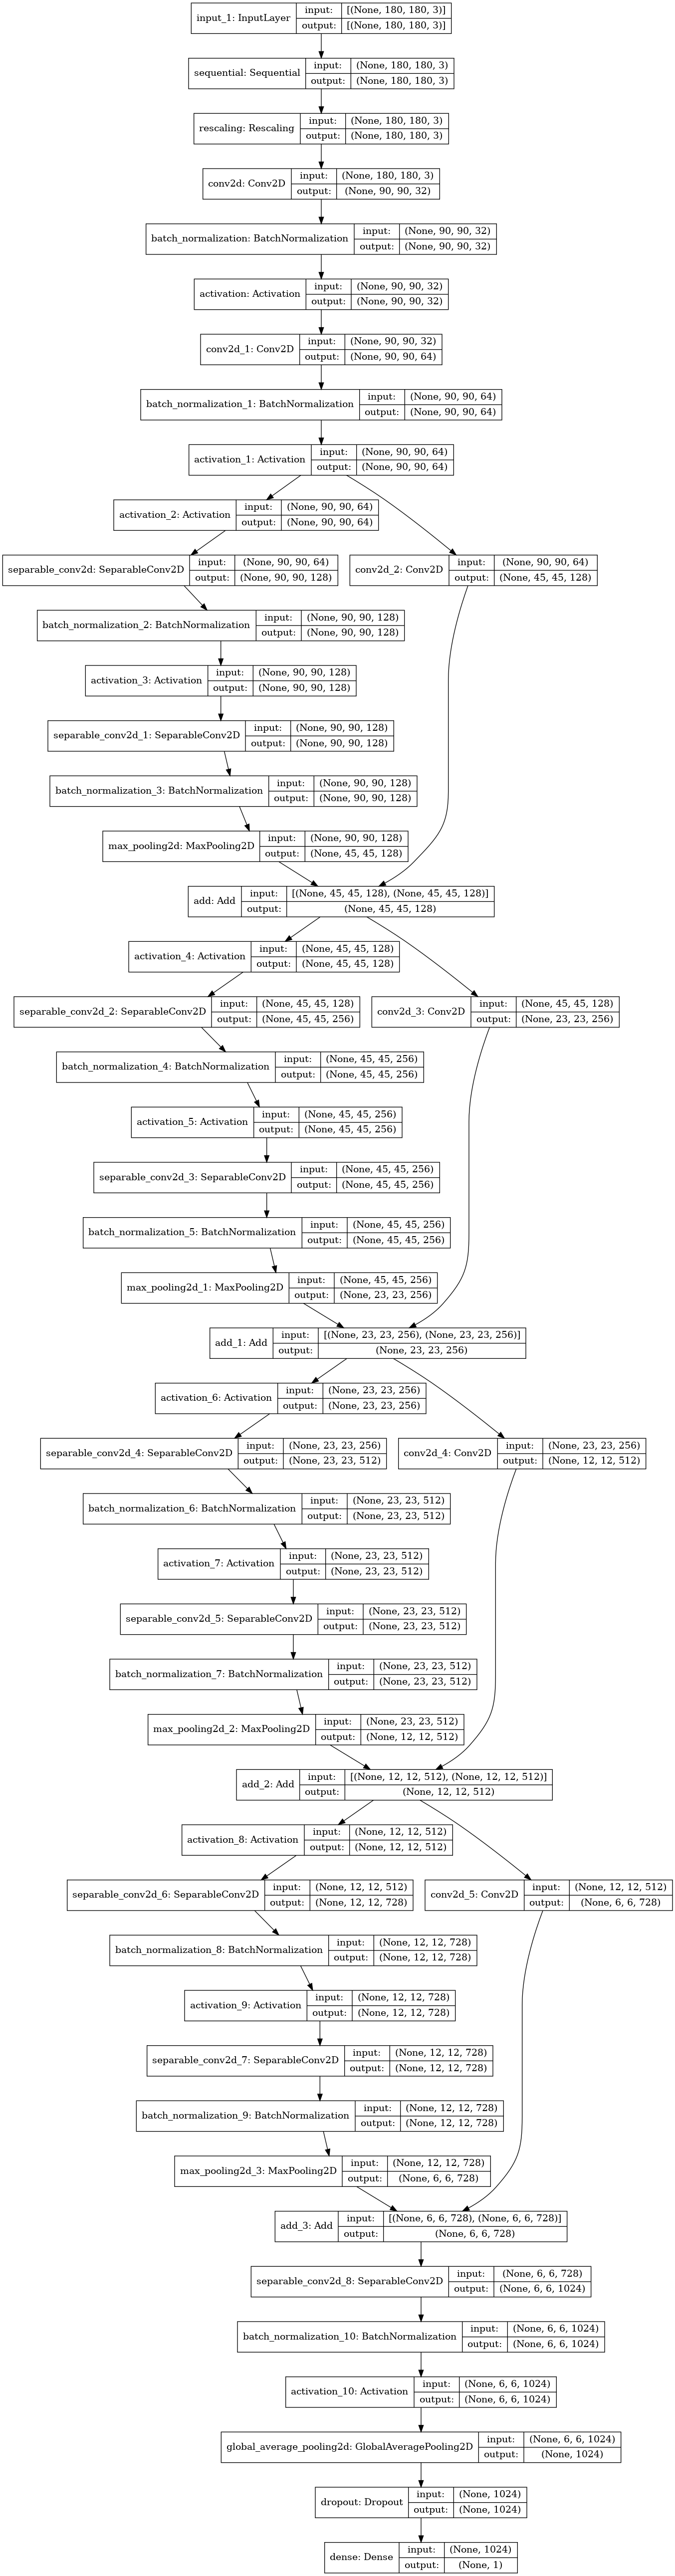 input_1: InputLayer
input: [(None, 180, 180, 3)]
output: [(None, 180, 180, 3)]
sequential: Sequential
input: (None, 180, 180, 3)
output: (None, 180, 180, 3)
rescaling: Rescaling
input: (None, 180, 180, 3)
output: (None, 180, 180, 3)
conv2d: Conv2D
input: (None, 180, 180, 3)
output: (None, 90, 90, 32)
batch_normalization: BatchNormalization
input: (None, 90, 90, 32)
output: (None, 90, 90, 32)
activation: Activation
input: (None, 90, 90, 32)
output: (None, 90, 90, 32)
conv2d_1: Conv2D
input: (None, 90, 90, 32)
output: (None, 90, 90, 64)
batch_normalization_1: BatchNormalization
input: (None, 90, 90, 64)
output: (None, 90, 90, 64)
activation_1: Activation
input: (None, 90, 90, 64)
output: (None, 90, 90, 64)
activation_2: Activation
input: (None, 90, 90, 64)
output: (None, 90, 90, 64)
separable_conv2d: SeparableConv2D
input: (None, 90, 90, 64)
output: (None, 90, 90, 128)
conv2d_2: Conv2D
input: (None, 90, 90, 64)
output: (None, 45, 45, 128)
batch_normalization_2: BatchNormalization
input: (None, 90, 90, 128)
output: (None, 90, 90, 128)
activation_3: Activation
input: (None, 90, 90, 128)
output: (None, 90, 90, 128)
separable_conv2d_1: SeparableConv2D
input: (None, 90, 90, 128)
output: (None, 90, 90, 128)
batch_normalization_3: BatchNormalization
input: (None, 90, 90, 128)
output: (None, 90, 90, 128)
max_pooling2d: MaxPooling2D
input: (None, 90, 90, 128)
output: (None, 45, 45, 128)
add: Add
input: [(None, 45, 45, 128), (None, 45, 45, 128)]
output: (None, 45, 45, 128)
activation_4: Activation
input: (None, 45, 45, 128)
output: (None, 45, 45, 128)
separable_conv2d_2: SeparableConv2D
input: (None, 45, 45, 128)
output: (None, 45, 45, 256)
conv2d_3: Conv2D
input: (None, 45, 45, 128)
output: (None, 23, 23, 256)
batch_normalization_4: BatchNormalization
input: (None, 45, 45, 256)
output: (None, 45, 45, 256)
activation_5: Activation
input: (None, 45, 45, 256)
output: (None, 45, 45, 256)
separable_conv2d_3: SeparableConv2D
input: (None, 45, 45, 256)
output: (None, 45, 45, 256)
batch_normalization_5: BatchNormalization
input: (None, 45, 45, 256)
output: (None, 45, 45, 256)
max_pooling2d_1: MaxPooling2D
input: (None, 45, 45, 256)
output: (None, 23, 23, 256)
add_1: Add
input: [(None, 23, 23, 256), (None, 23, 23, 256)]
output: (None, 23, 23, 256)
activation_6: Activation
input: (None, 23, 23, 256)
output: (None, 23, 23, 256)
separable_conv2d_4: SeparableConv2D
input: (None, 23, 23, 256)
output: (None, 23, 23, 512)
conv2d_4: Conv2D
input: (None, 23, 23, 256)
output: (None, 12, 12, 512)
batch_normalization_6: BatchNormalization
input: (None, 23, 23, 512)
output: (None, 23, 23, 512)
activation_7: Activation
input: (None, 23, 23, 512)
output: (None, 23, 23, 512)
separable_conv2d_5: SeparableConv2D
input: (None, 23, 23, 512)
output: (None, 23, 23, 512)
batch_normalization_7: BatchNormalization
input: (None, 23, 23, 512)
output: (None, 23, 23, 512)
max_pooling2d_2: MaxPooling2D
input: (None, 23, 23, 512)
output: (None, 12, 12, 512)
add_2: Add
input: [(None, 12, 12, 512), (None, 12, 12, 512)]
output: (None, 12, 12, 512)
activation_8: Activation
input: (None, 12, 12, 512)
output: (None, 12, 12, 512)
separable_conv2d_6: SeparableConv2D
input: (None, 12, 12, 512)
output: (None, 12, 12, 728)
conv2d_5: Conv2D
input: (None, 12, 12, 512)
output: (None, 6, 6, 728)
batch_normalization_8: BatchNormalization
input: (None, 12, 12, 728)
output: (None, 12, 12, 728)
activation_9: Activation
input: (None, 12, 12, 728)
output: (None, 12, 12, 728)
separable_conv2d_7: SeparableConv2D
input: (None, 12, 12, 728)
output: (None, 12, 12, 728)
batch_normalization_9: BatchNormalization
input: (None, 12, 12, 728)
output: (None, 12, 12, 728)
max_pooling2d_3: MaxPooling2D
input: (None, 12, 12, 728)
output: (None, 6, 6, 728)
add_3: Add
input: [(None, 6, 6, 728), (None, 6, 6, 728)]
output: (None, 6, 6, 728)
separable_conv2d_8: SeparableConv2D
input: (None, 6, 6, 728)
output: (None, 6, 6, 1024)
batch_normalization_10: BatchNormalization
input: (None, 6, 6, 1024)
output: (None, 6, 6, 1024)
activation_10: Activation
input: (None, 6, 6, 1024)
output: (None, 6, 6, 1024)
global_average_pooling2d: GlobalAveragePooling2D
input: (None, 6, 6, 1024)
output: (None, 1024)
dropout: Dropout
input: (None, 1024)
output: (None, 1024)
dense: Dense
input: (None, 1024)
output: (None, 1)